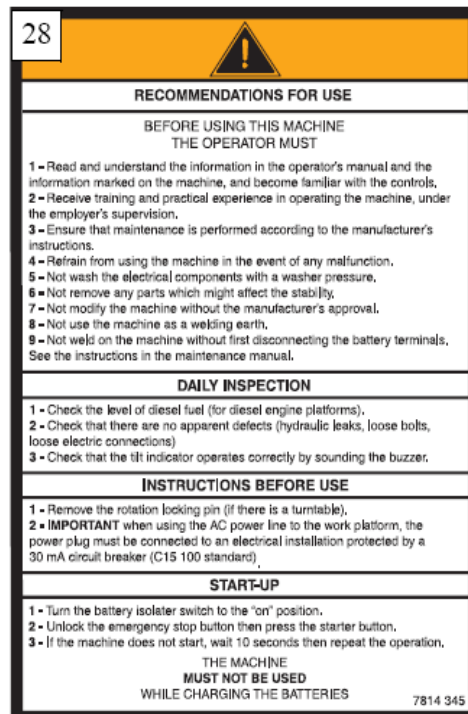 28
RECOMMENDATIONS FOR USE
BEFORE USING THIS MACHINE
THE OPERATOR MUST
1 - Read and understand the information in the operator's manual and the
information marked on the machine, and become familiar with the controls,
2 - Receive training and practical experience in operating the machine, under
the employer's supervision.
3 - Ensure that maintenance is performed according to the manufacturer's
instructions.
4 - Refrain from using the machine in the event of any malfunction.
5 - Not wash the electrical components with a washer pressure,
6 - Not remove any parts which might affect the stability,
7 - Not modify the machine without the manufacturer's approval.
8 - Not use the machine as a welding earth.
9 - Not weld on the machine without first disconnecting the battery terminals,
See the instructions in the maintenance manual.
DAILY INSPECTION
1 - Check the level of diesel fuel (for diesel engine platforms),
2 - Check that there are no apparent defects (hydraulic leaks, loose bolts,
loose electric connections)
3 - Check that the tilt indicator operates correctly by sounding the buzzer.
INSTRUCTIONS BEFORE USE
1 - Remove the rotation locking pin (if there is a turntable),
2 - IMPORTANT when using the AC power line to the work platform, the
power plug must be connected to an electrical installation protected by a
30 mA circuit breaker (C15 100 standard).
START-UP
1 - Turn the battery isolater switch to the "on" position.
2 - Unlock the emergency stop button then press the starter button.
3 - If the machine does not start, wait 10 seconds then repeat the operation,
THE MACHINE
MUST NOT BE USED
WHILE CHARGING THE BATTERIES
7814 345